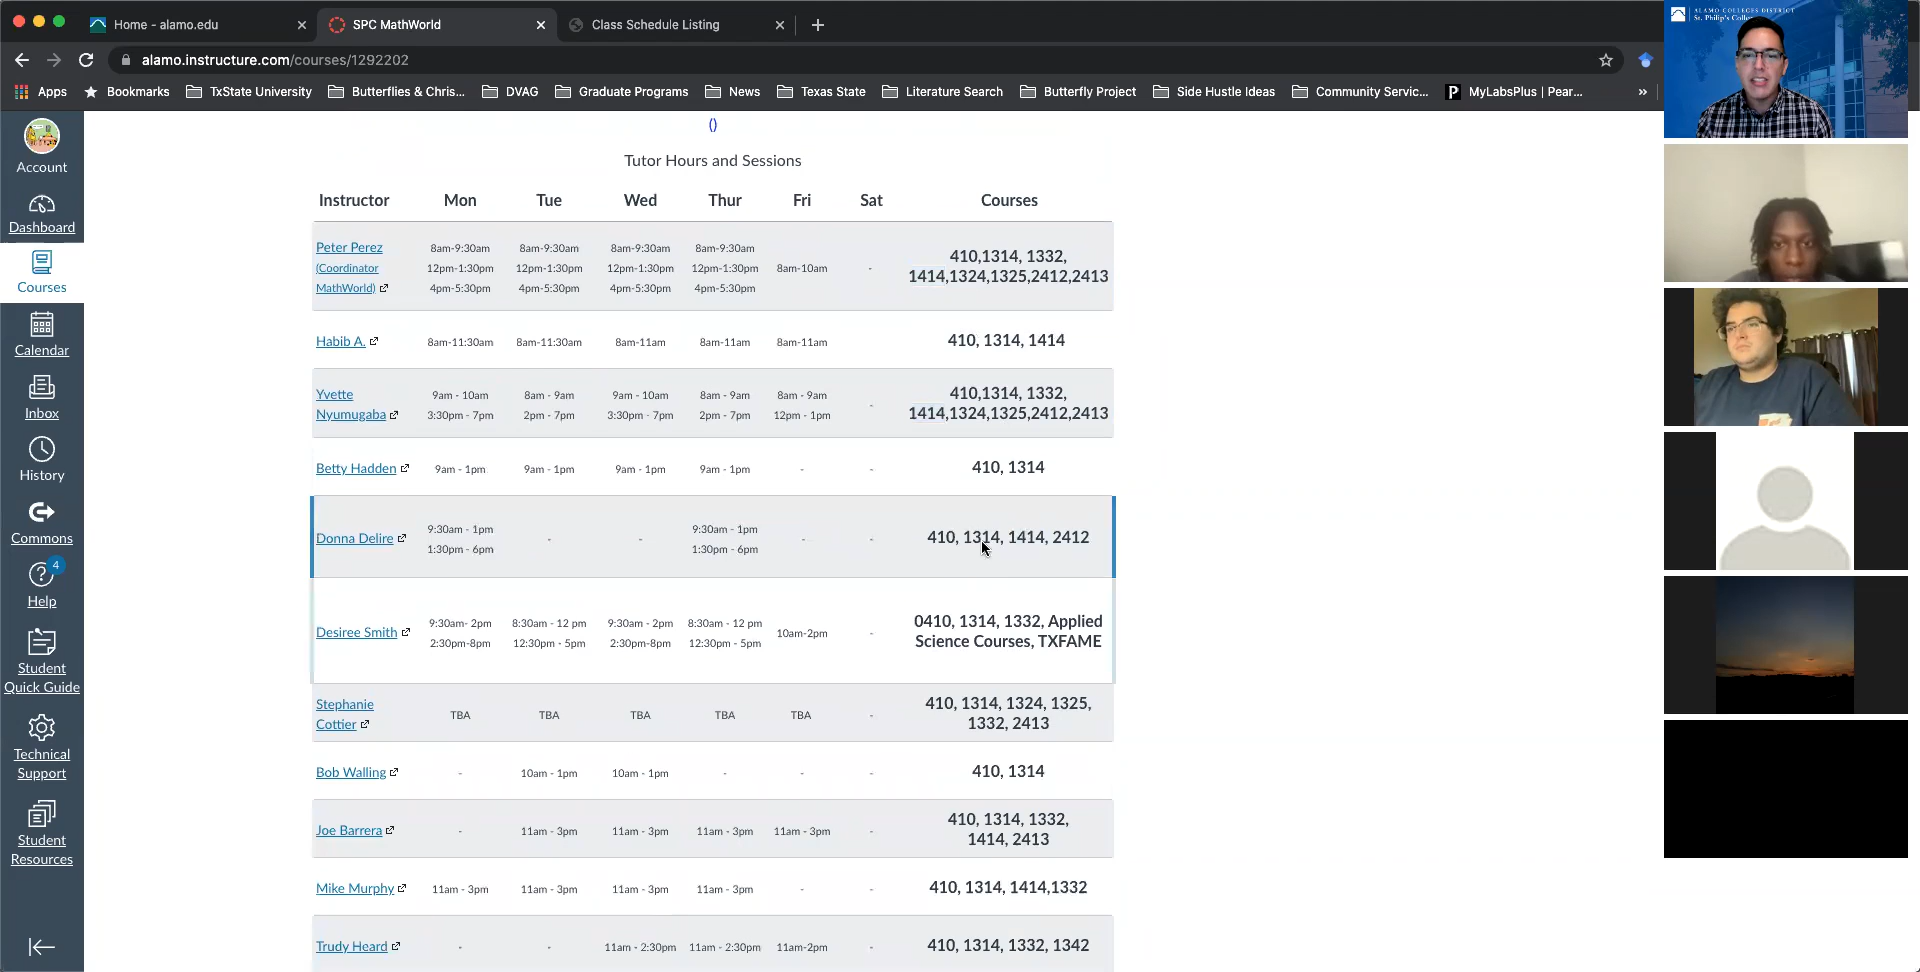 Home - alamo.edu
SPC MathWorld
Class Schedule Listing
alamo.instructure.com/courses/1292202
Apps
Bookmarks
TxState University
Butterflies & Chris...
DVAG
Graduate Programs
News
Texas State
Literature Search
Butterfly Project
Side Hustle Ideas
Community Servic...
MyLabsPlus | Pear...
»
ALAMO COLLEGES DISTRICT
St. Philip's College
Account
Dashboard
Courses
Calendar
Inbox
History
Commons
4
Help
Student
Quick Guide
Technical
Support
Student
Resources
()
Tutor Hours and Sessions
Instructor Mon Tue Wed Thur Fri Sat Courses
Peter Perez 8am-9:30am 8am-9:30am 8am-9:30am 8am-9:30am 410,1314, 1332,
(Coordinator 12pm-1:30pm 12pm-1:30pm 12pm-1:30pm 12pm-1:30pm 8am-10am - 1414,1324,1325,2412,2413
MathWorld) 4pm-5:30pm 4pm-5:30pm 4pm-5:30pm 4pm-5:30pm
Habib A. 8am-11:30am 8am-11:30am 8am-11am 8am-11am 8am-11am 410, 1314, 1414
Yvette 9am - 10am 8am - 9am 9am - 10am 8am - 9am 8am - 9am 410,1314, 1332,
Nyumugaba 3:30pm - 7pm 2pm - 7pm 3:30pm - 7pm 2pm - 7pm 12pm - 1pm - 1414,1324,1325,2412,2413
Betty Hadden 9am - 1pm 9am - 1pm 9am - 1pm 9am - 1pm - - 410, 1314
9:30am - 1pm 9:30am - 1pm
Donna Delire - - - - 410, 1314, 1414, 2412
1:30pm - 6pm 1:30pm - 6pm
9:30am- 2pm 8:30am - 12 pm 9:30am - 2pm 8:30am - 12 pm 0410, 1314, 1332, Applied
Desiree Smith 10am-2pm -
2:30pm-8pm 12:30pm - 5pm 2:30pm-8pm 12:30pm - 5pm Science Courses, TXFAME
Stephanie 410, 1314, 1324, 1325,
Cottier TBA TBA TBA TBA TBA - 1332, 2413
Bob Walling - 10am - 1pm 10am - 1pm - - - 410, 1314
410, 1314, 1332,
Joe Barrera - 11am - 3pm 11am - 3pm 11am - 3pm 11am - 3pm -
1414, 2413
Mike Murphy 11am - 3pm 11am - 3pm 11am - 3pm 11am - 3pm - - 410, 1314, 1414,1332
Trudy Heard - - 11am - 2:30pm 11am - 2:30pm 11am-2pm - 410, 1314, 1332, 1342